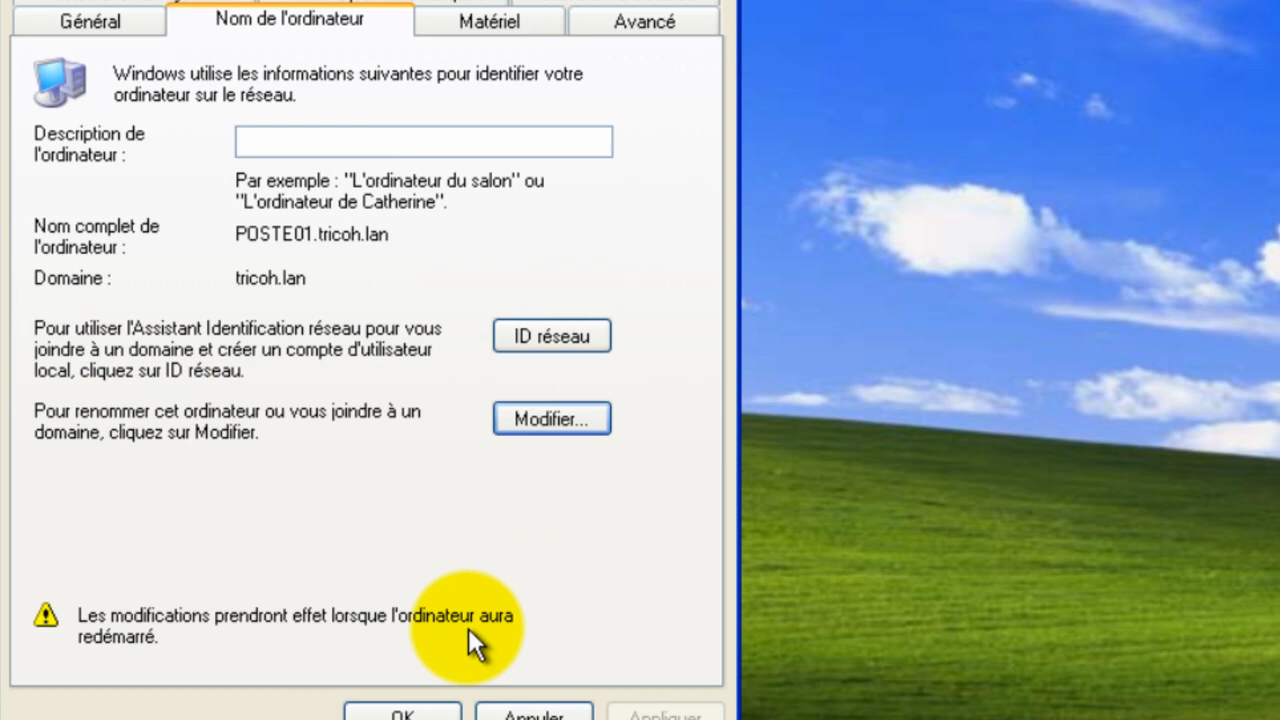 Général
Nom de l'ordinateur
Matériel
Avancé
Windows utilise les informations suivantes pour identifier votre
ordinateur sur le réseau.
Description de
l'ordinateur :
Par exemple : "L'ordinateur du salon" ou
"L'ordinateur de Catherine".
Nom complet de
l'ordinateur :
POSTE01.tricoh.lan
Domaine :
tricoh.lan
Pour utiliser l'Assistant Identification réseau pour vous
joindre à un domaine et créer un compte d'utilisateur
local, cliquez sur ID réseau.
ID réseau
Pour renommer cet ordinateur ou vous joindre à un
domaine, cliquez sur Modifier.
Modifier...
Les modifications prendront effet lorsque l'ordinateur aura
redémarré.
OK
Annuler
Appliquer